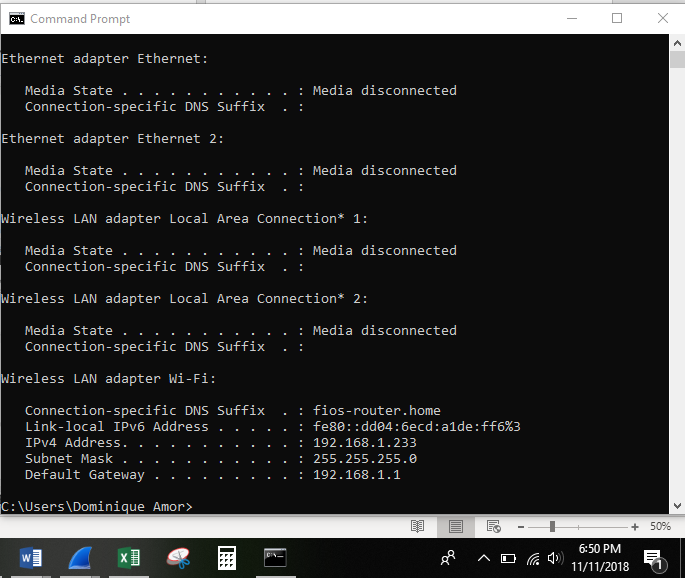 Command Prompt
Ethernet adapter Ethernet:
Media State . . . . . . . . . . . : Media disconnected
Connection-specific DNS Suffix  . :
Ethernet adapter Ethernet 2:
Media State . . . . . . . . . . . : Media disconnected
Connection-specific DNS Suffix  . :
Wireless LAN adapter Local Area Connection* 1:
Media State . . . . . . . . . . . : Media disconnected
Connection-specific DNS Suffix  . :
Wireless LAN adapter Local Area Connection* 2:
Media State . . . . . . . . . . . : Media disconnected
Connection-specific DNS Suffix  . :
Wireless LAN adapter Wi-Fi:
Connection-specific DNS Suffix  . : fios-router.home
Link-local IPv6 Address . . . . . : fe80::dd04:6ecd:a1de:ff6%3
IPv4 Address. . . . . . . . . . . : 192.168.1.233
Subnet Mask . . . . . . . . . . . : 255.255.255.0
Default Gateway . . . . . . . . . : 192.168.1.1
C:\Users\Dominique Amor>
50%
6:50 PM
11/11/2018
1